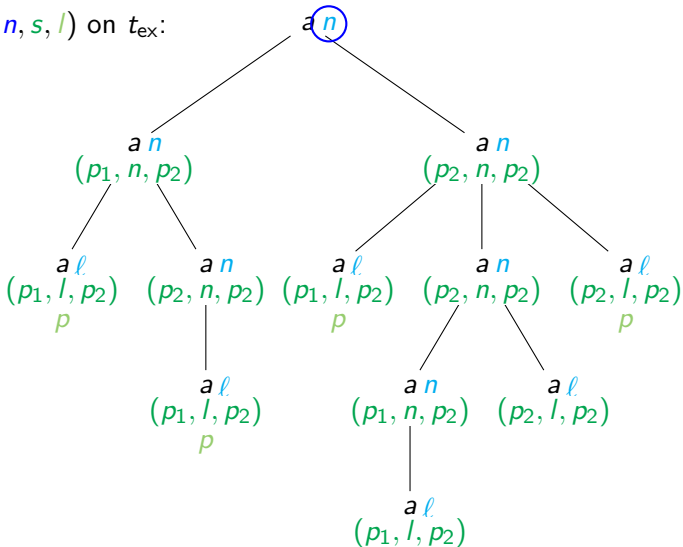 n, s, l) on t_ex:
a n
a n a n
(p₁, n, p₂) (p₂, n, p₂)
a ℓ a n a ℓ a n a ℓ
(p₁, l, p₂) (p₂, n, p₂) (p₁, l, p₂) (p₂, n, p₂) (p₂, l, p₂)
p p p
a ℓ a n a ℓ
(p₁, l, p₂) (p₁, n, p₂) (p₂, l, p₂)
p
a ℓ
(p₁, l, p₂)